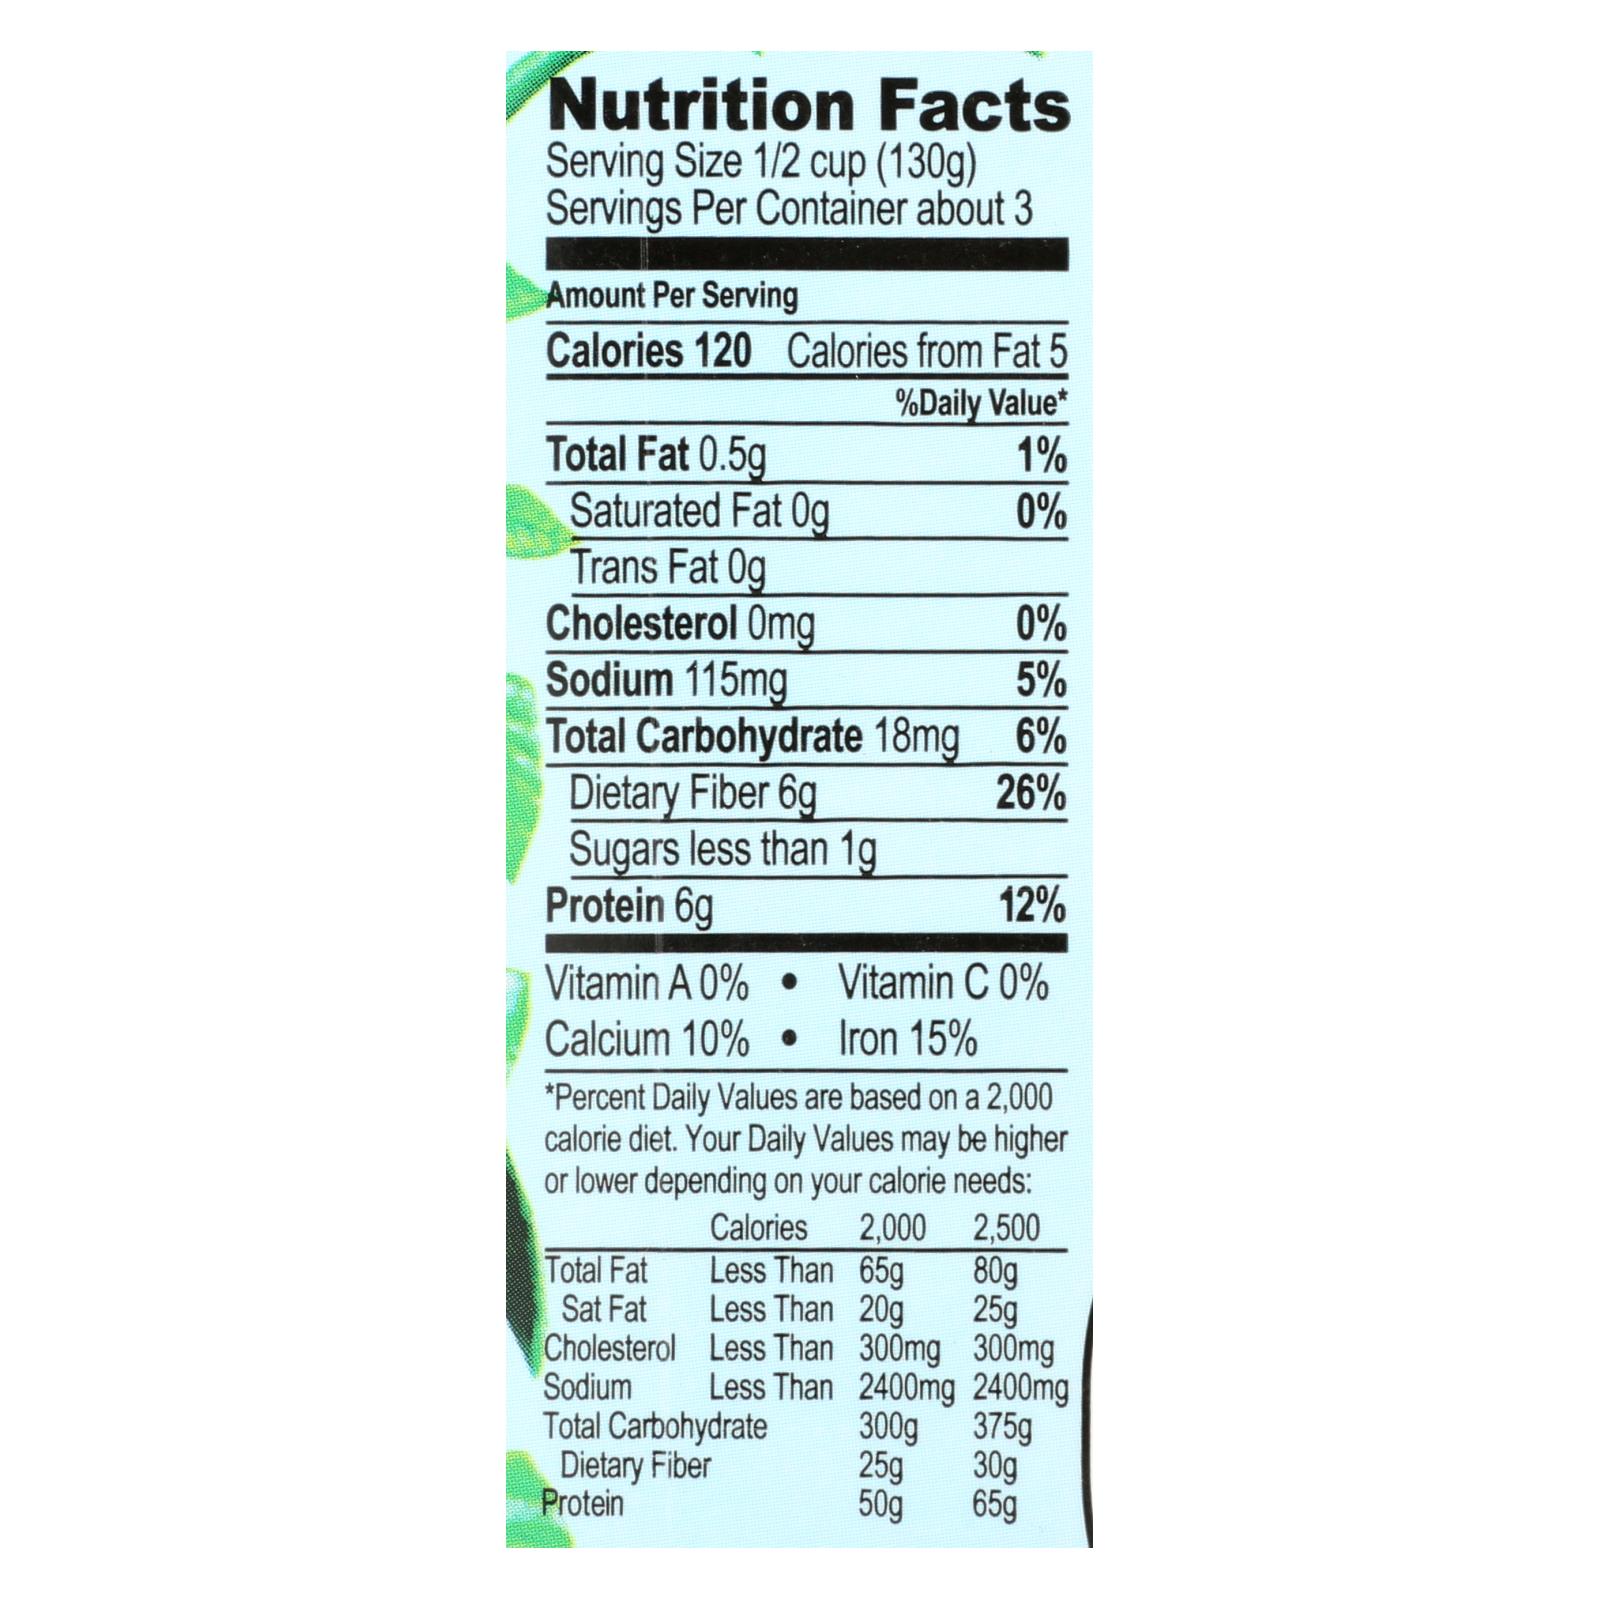 Nutrition Facts
Serving Size 1/2 cup (130g)
Servings Per Container about 3
Amount Per Serving
Calories 120 Calories from Fat 5
%Daily Value*
Total Fat 0.5g 1%
Saturated Fat 0g 0%
Trans Fat 0g
Cholesterol 0mg 0%
Sodium 115mg 5%
Total Carbohydrate 18mg 6%
Dietary Fiber 6g 26%
Sugars less than 1g
Protein 6g 12%
Vitamin A 0% • Vitamin C 0%
Calcium 10% • Iron 15%
*Percent Daily Values are based on a 2,000
calorie diet. Your Daily Values may be higher
or lower depending on your calorie needs:
Calories 2,000 2,500
Total Fat Less Than 65g 80g
Sat Fat Less Than 20g 25g
Cholesterol Less Than 300mg 300mg
Sodium Less Than 2400mg 2400mg
Total Carbohydrate 300g 375g
Dietary Fiber 25g 30g
Protein 50g 65g